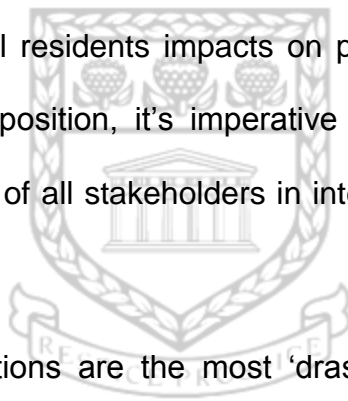 l residents impacts on p
position, it’s imperative
of all stakeholders in inte
tions are the most ‘dras